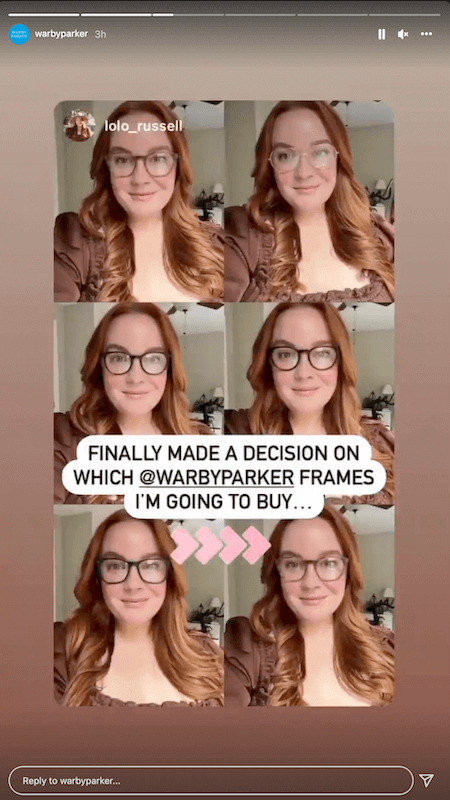 warbyparker 3h
lolo_russell
FINALLY MADE A DECISION ON
WHICH @WARBYPARKER FRAMES
I'M GOING TO BUY...
Reply to warbyparker...